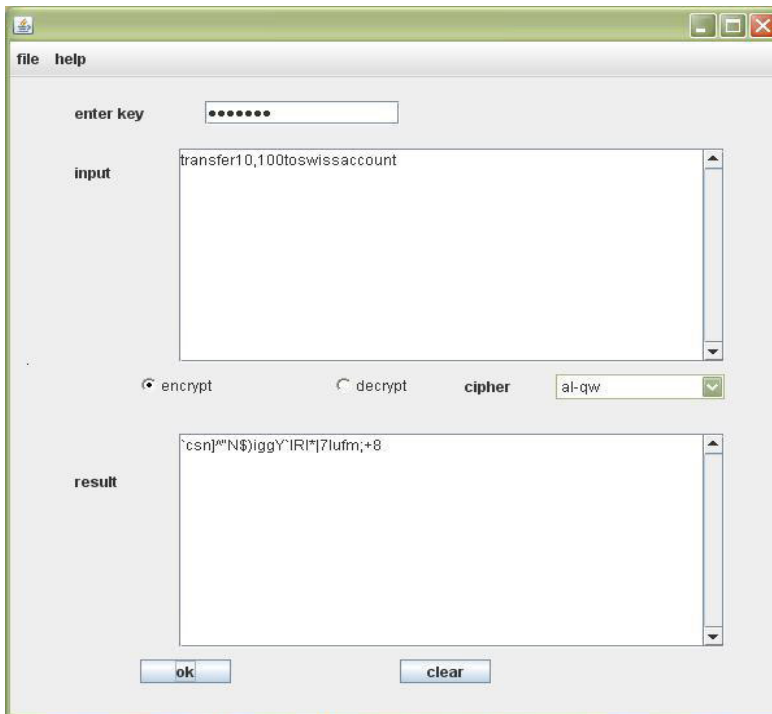 file help
enter key •••••••
input
transfer10,100toswissaccount
encrypt decrypt cipher al-qw
result
ok clear